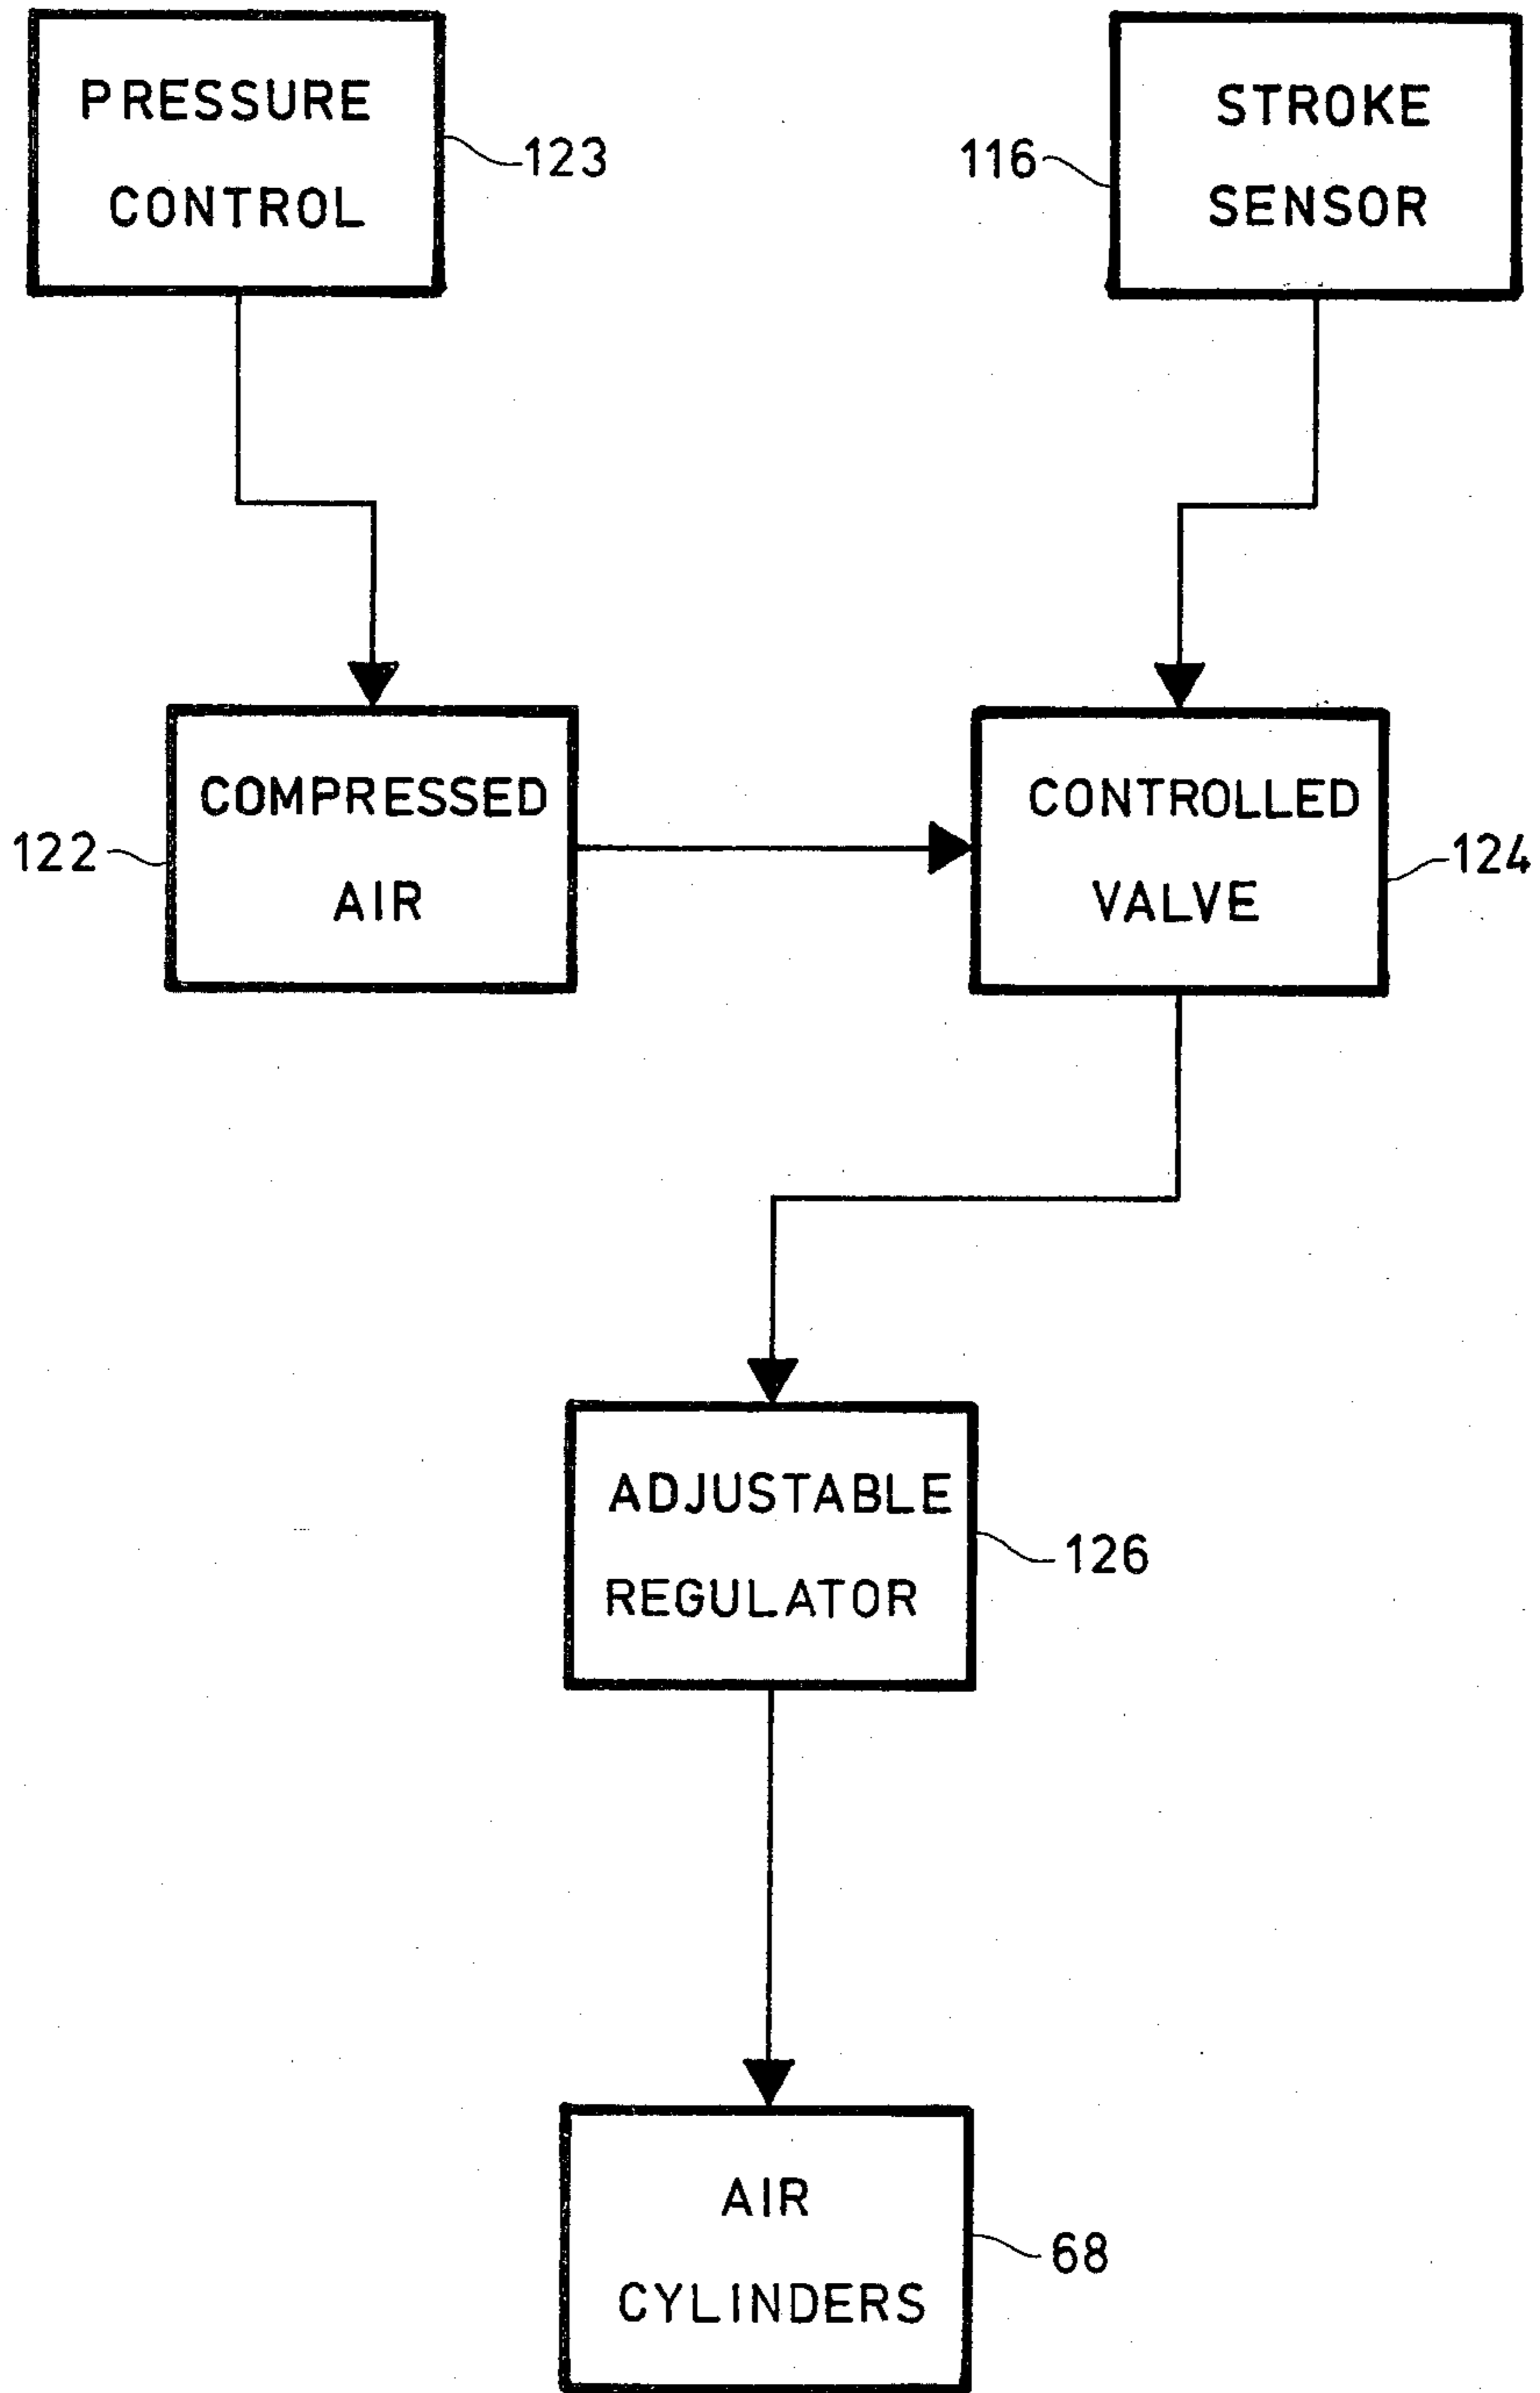 PRESSURE
CONTROL
123
STROKE
SENSOR
116
COMPRESSED
AIR
122
CONTROLLED
VALVE
124
ADJUSTABLE
REGULATOR
126
AIR
CYLINDERS
68